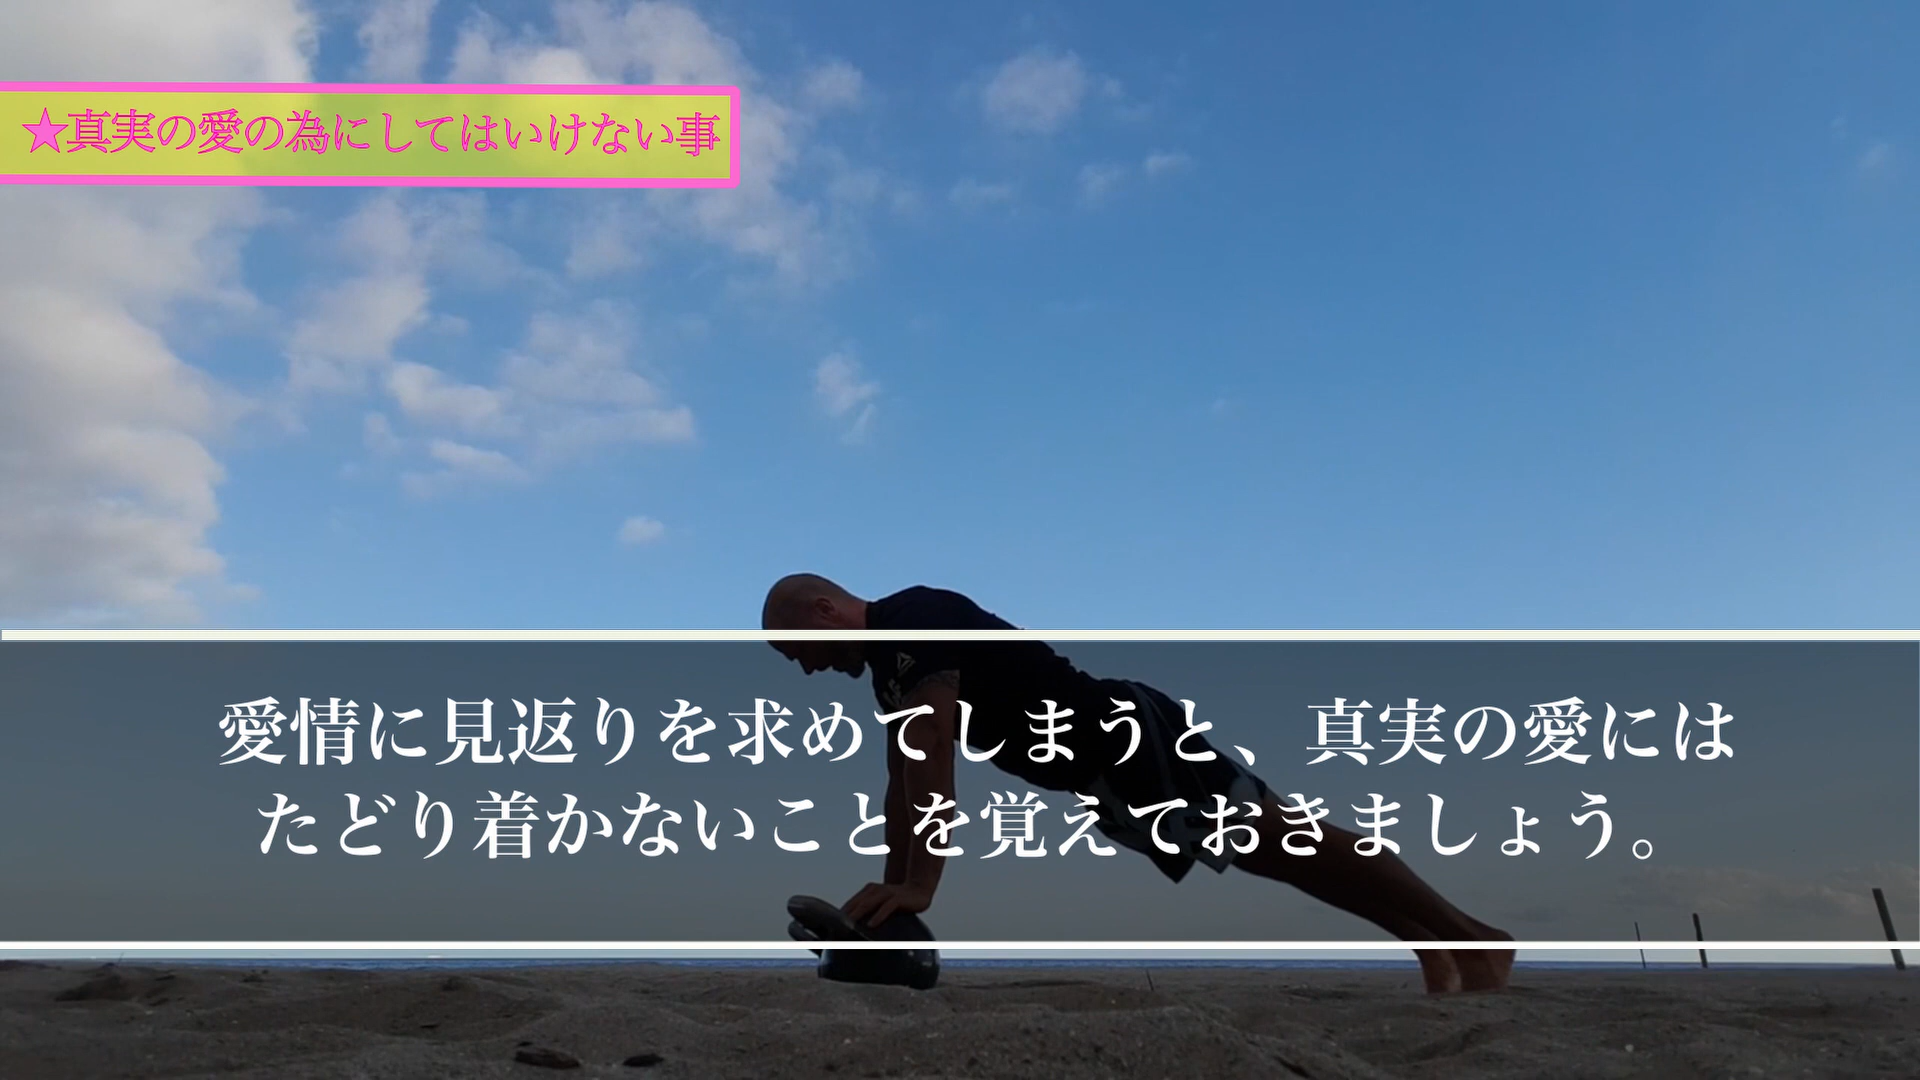 ★真実の愛の為にしてはいけない事
愛情に見返りを求めてしまうと、真実の愛には
たどり着かないことを覚えておきましょう。